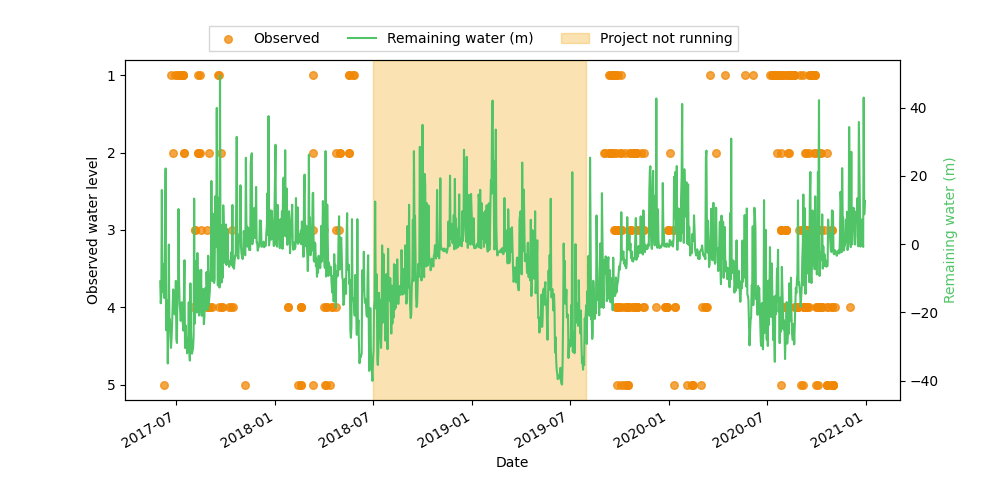 Observed Remaining water (m) Project not running
Observed water level
1
2
3
4
5
40
20
0
−20
−40
Remaining water (m)
2017-07 2018-01 2018-07 2019-01 2019-07 2020-01 2020-07 2021-01
Date